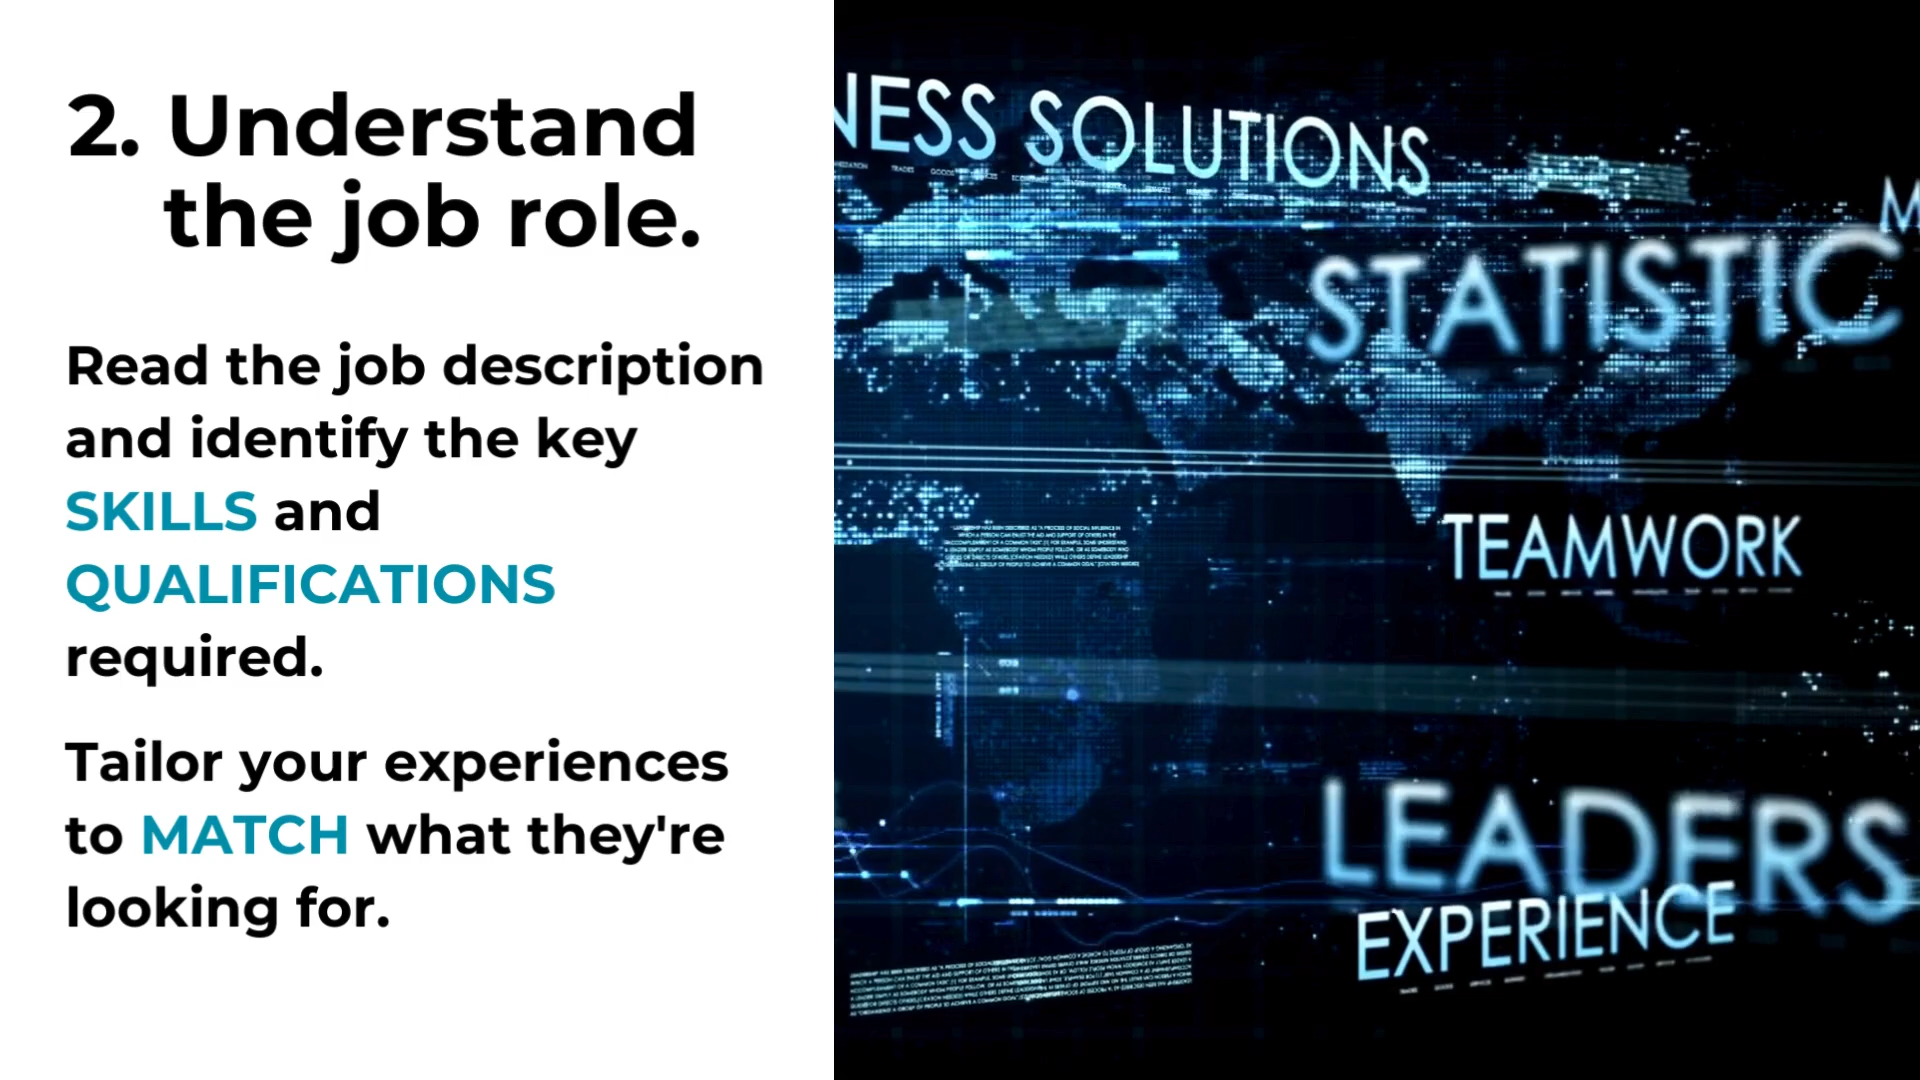 2. Understand
the job role.
Read the job description
and identify the key
SKILLS and
QUALIFICATIONS
required.
Tailor your experiences
to MATCH what they're
looking for.
NESS SOLUTIONS
M
STATISTIC
TEAMWORK
LEADERS
EXPERIENCE